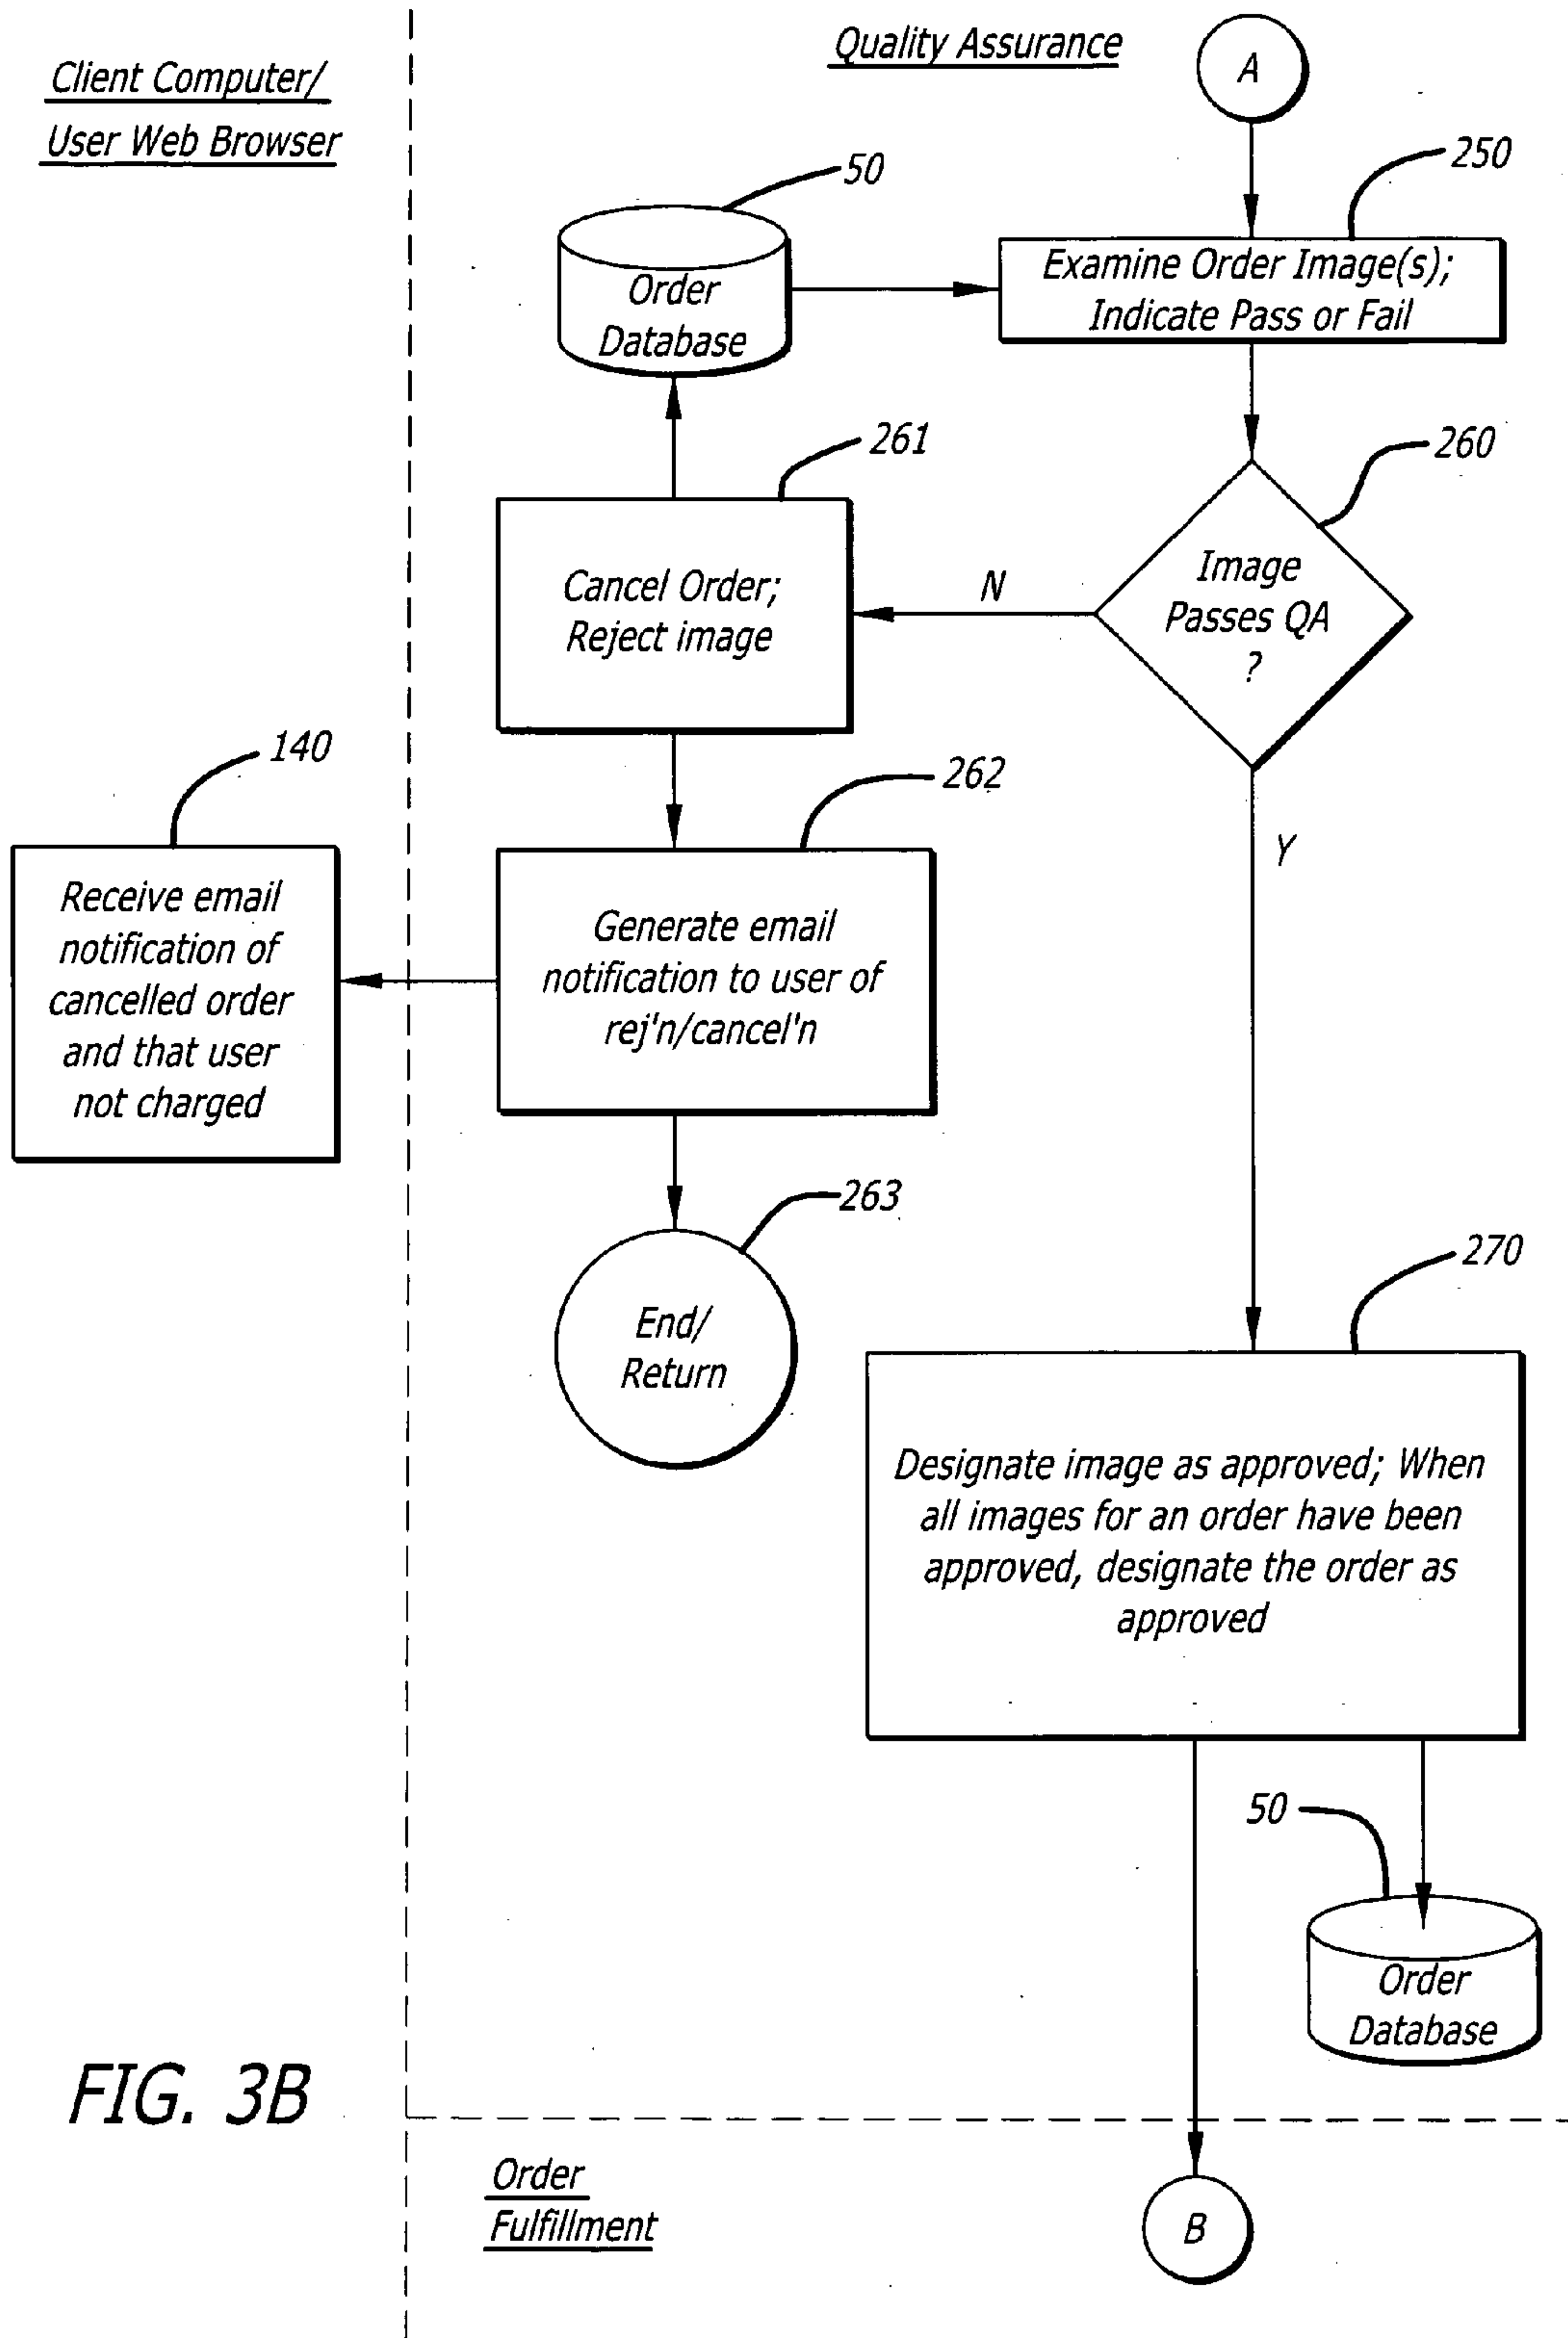 Client Computer/
User Web Browser
Quality Assurance
A
50
250
Order
Database
Examine Order Image(s);
Indicate Pass or Fail
261
260
Cancel Order;
Reject image
N
Image
Passes QA
?
140
262
Y
Receive email
notification of
cancelled order
and that user
not charged
Generate email
notification to user of
rej'n/cancel'n
263
End/
Return
270
Designate image as approved; When
all images for an order have been
approved, designate the order as
approved
50
Order
Database
FIG. 3B
Order
Fulfillment
B